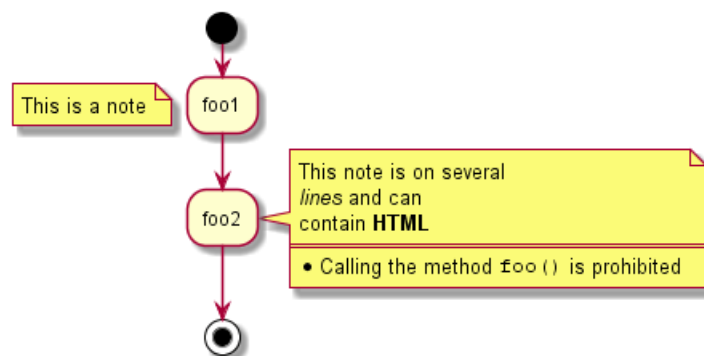 This is a note
foo1
foo2
This note is on several
lines and can
contain HTML
• Calling the method foo() is prohibited